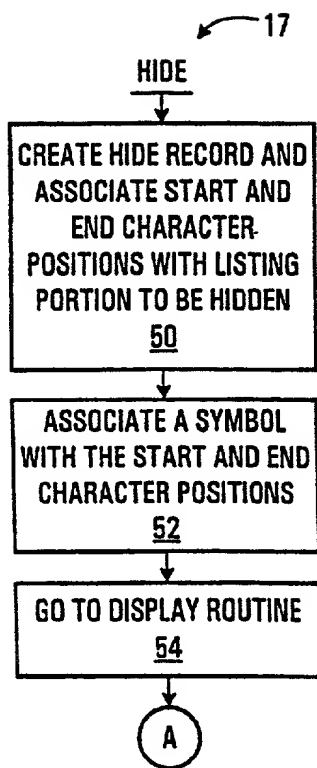 17
HIDE
CREATE HIDE RECORD AND
ASSOCIATE START AND
END CHARACTER-
POSITIONS WITH LISTING
PORTION TO BE HIDDEN
50
ASSOCIATE A SYMBOL
WITH THE START AND END
CHARACTER POSITIONS
52
GO TO DISPLAY ROUTINE
54
A